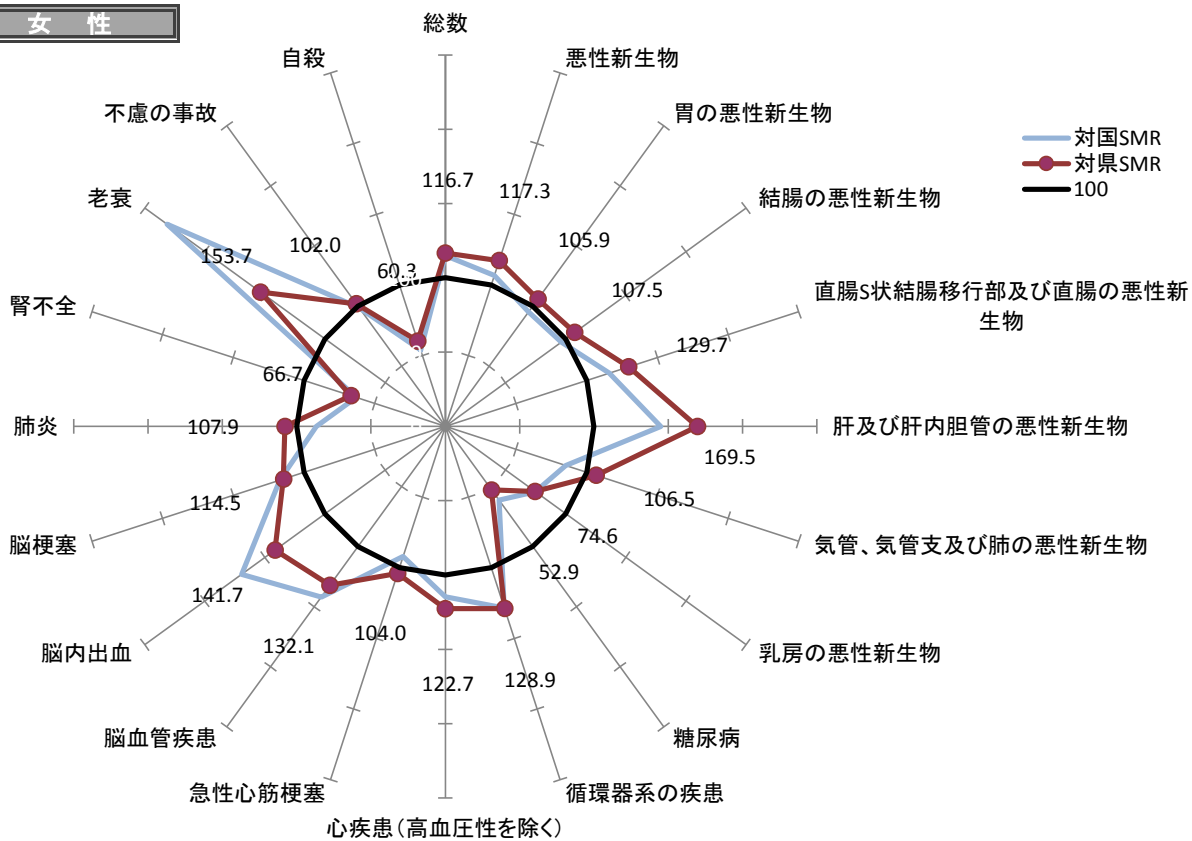 女 性
総数
自殺
悪性新生物
不慮の事故
胃の悪性新生物
対国SMR
対県SMR
100
老衰
結腸の悪性新生物
116.7
117.3
105.9
107.5
102.0
153.7
60.3
腎不全
直腸S状結腸移行部及び直腸の悪性新
生物
129.7
66.7
肺炎
107.9
肝及び肝内胆管の悪性新生物
169.5
114.5
106.5
脳梗塞
気管、気管支及び肺の悪性新生物
74.6
52.9
141.7
132.1
104.0
122.7
128.9
脳内出血
乳房の悪性新生物
脳血管疾患
糖尿病
急性心筋梗塞
循環器系の疾患
心疾患（高血圧性を除く）